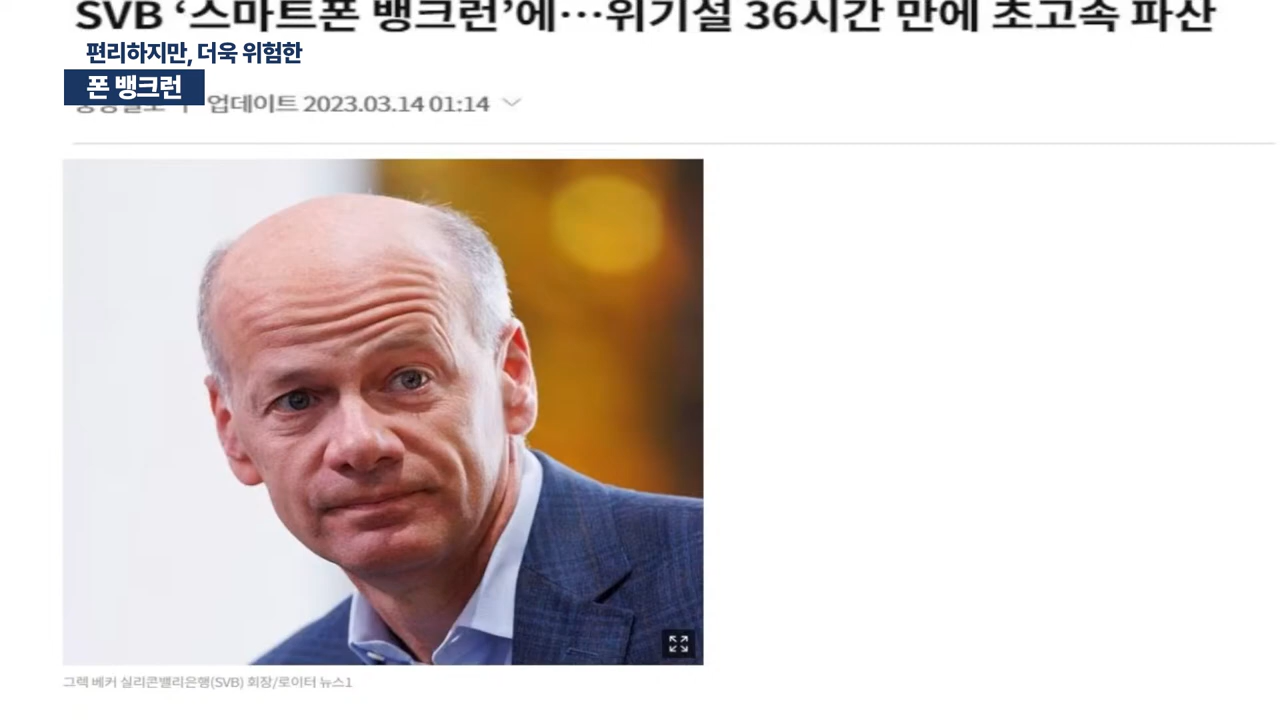 SVB ‘스마트폰 뱅크런’에…위기설 36시간 만에 초고속 파산
편리하지만, 더욱 위험한
폰 뱅크런
업데이트 2023.03.14 01:14
그렉 베커 실리콘밸리은행(SVB) 회장/로이터 뉴스1